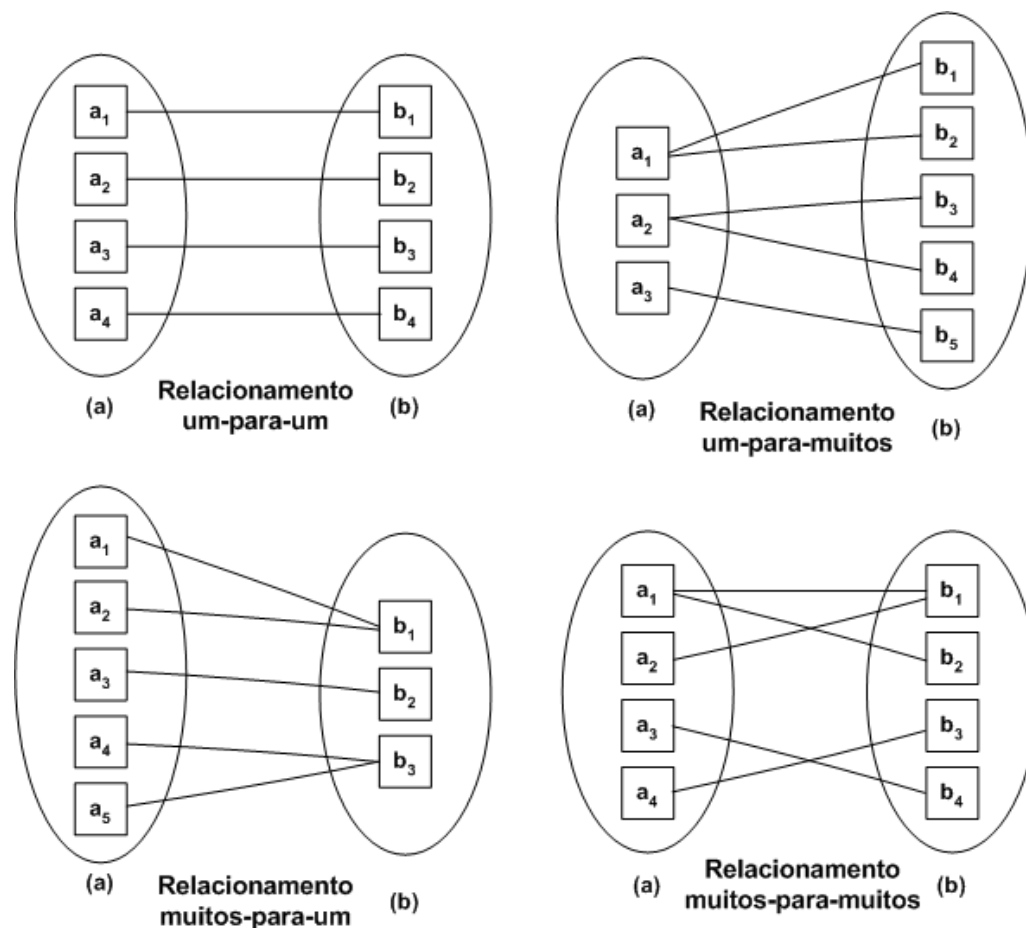 a1
b1
a2
b2
a3
b3
a4
b4
(a)
Relacionamento
um-para-um
(b)
a1
a2
a3
b1
b2
b3
b4
b5
(a)
Relacionamento
um-para-muitos
(b)
a1
a2
a3
a4
a5
b1
b2
b3
(a)
Relacionamento
muitos-para-um
(b)
a1
b1
a2
b2
a3
b3
a4
b4
(a)
Relacionamento
muitos-para-muitos
(b)